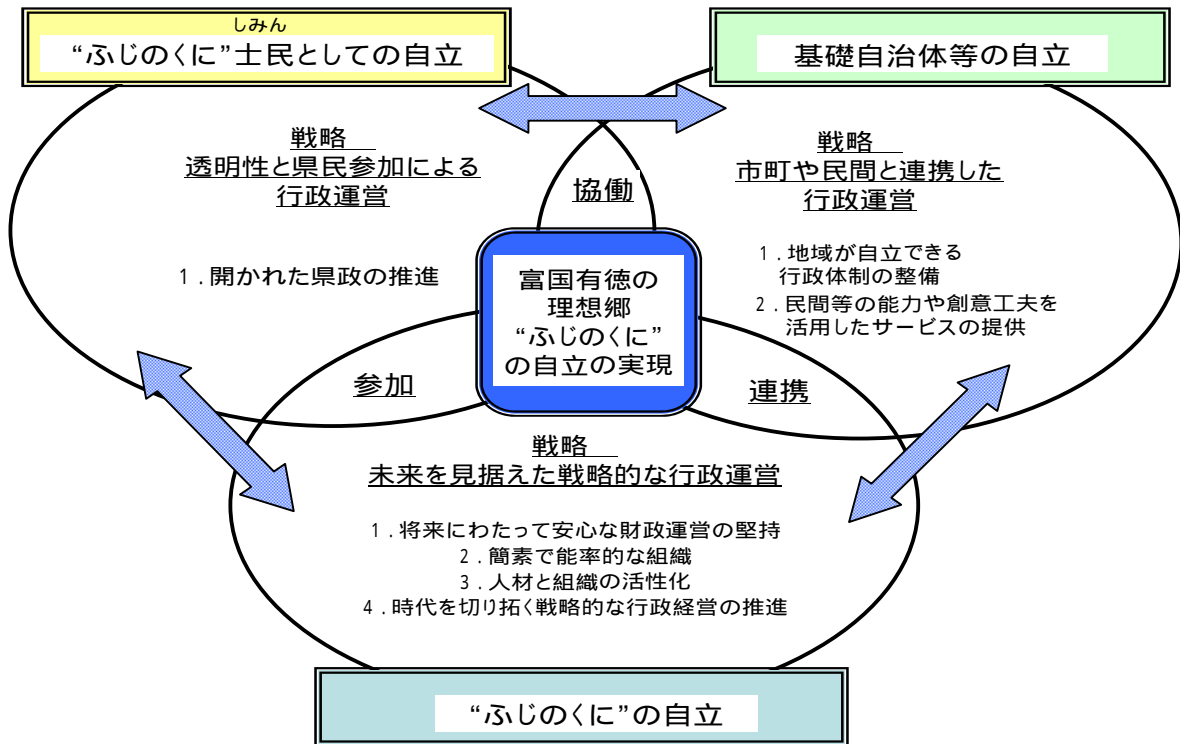 しみん
“ふじのくに”士民としての自立
基礎自治体等の自立
戦略
透明性と県民参加による
行政運営
1．開かれた県政の推進
協働
戦略
市町や民間と連携した
行政運営
1．地域が自立できる
行政体制の整備
2．民間等の能力や創意工夫を
活用したサービスの提供
富国有徳の
理想郷
“ふじのくに”
の自立の実現
参加
連携
戦略
未来を見据えた戦略的な行政運営
1．将来にわたって安心な財政運営の堅持
2．簡素で能率的な組織
3．人材と組織の活性化
4．時代を切り拓く戦略的な行政経営の推進
“ふじのくに”の自立